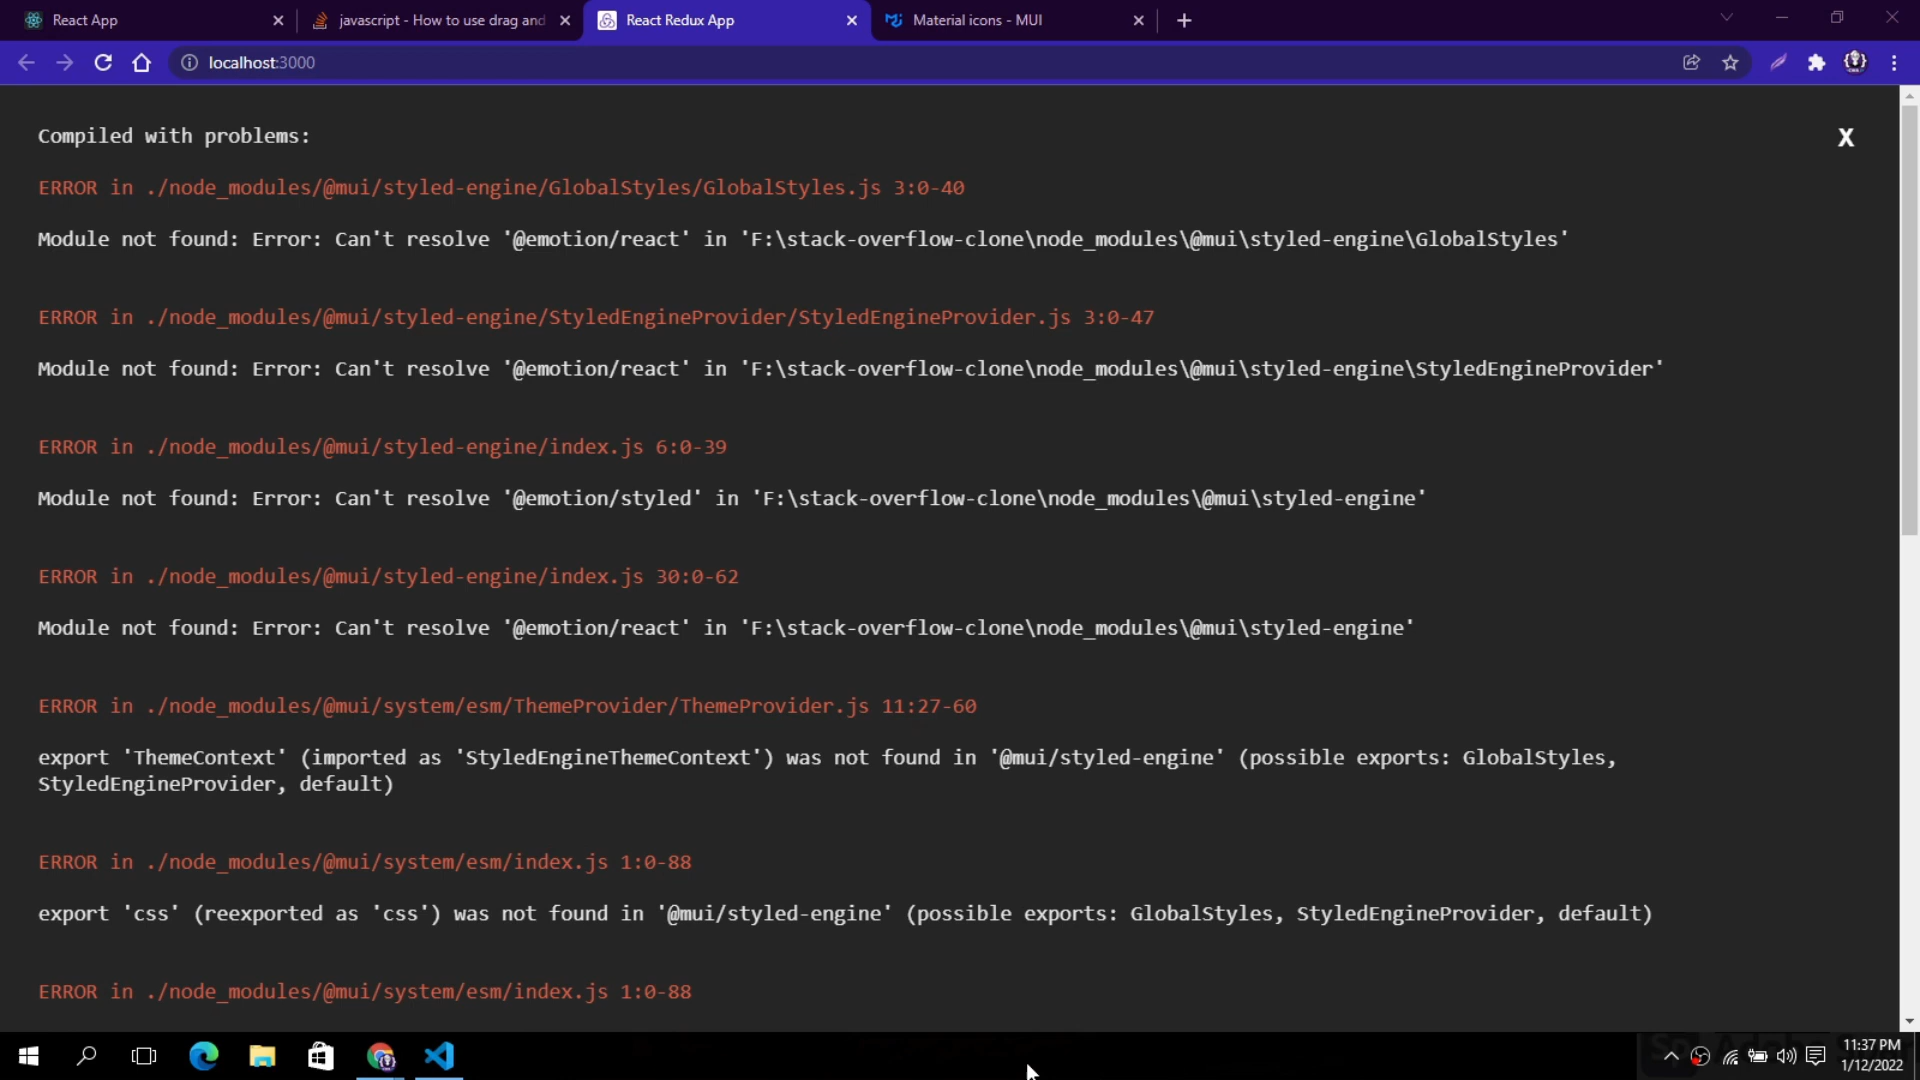 React App
javascript - How to use drag and
React Redux App
Material icons - MUI
localhost:3000
Compiled with problems:
X
ERROR in ./node_modules/@mui/styled-engine/GlobalStyles/GlobalStyles.js 3:0-40
Module not found: Error: Can't resolve '@emotion/react' in 'F:\stack-overflow-clone\node_modules\@mui\styled-engine\GlobalStyles'
ERROR in ./node_modules/@mui/styled-engine/StyledEngineProvider/StyledEngineProvider.js 3:0-47
Module not found: Error: Can't resolve '@emotion/react' in 'F:\stack-overflow-clone\node_modules\@mui\styled-engine\StyledEngineProvider'
ERROR in ./node_modules/@mui/styled-engine/index.js 6:0-39
Module not found: Error: Can't resolve '@emotion/styled' in 'F:\stack-overflow-clone\node_modules\@mui\styled-engine'
ERROR in ./node_modules/@mui/styled-engine/index.js 30:0-62
Module not found: Error: Can't resolve '@emotion/react' in 'F:\stack-overflow-clone\node_modules\@mui\styled-engine'
ERROR in ./node_modules/@mui/system/esm/ThemeProvider/ThemeProvider.js 11:27-60
export 'ThemeContext' (imported as 'StyledEngineThemeContext') was not found in '@mui/styled-engine' (possible exports: GlobalStyles,
StyledEngineProvider, default)
ERROR in ./node_modules/@mui/system/esm/index.js 1:0-88
export 'css' (reexported as 'css') was not found in '@mui/styled-engine' (possible exports: GlobalStyles, StyledEngineProvider, default)
ERROR in ./node_modules/@mui/system/esm/index.js 1:0-88
11:37 PM
1/12/2022